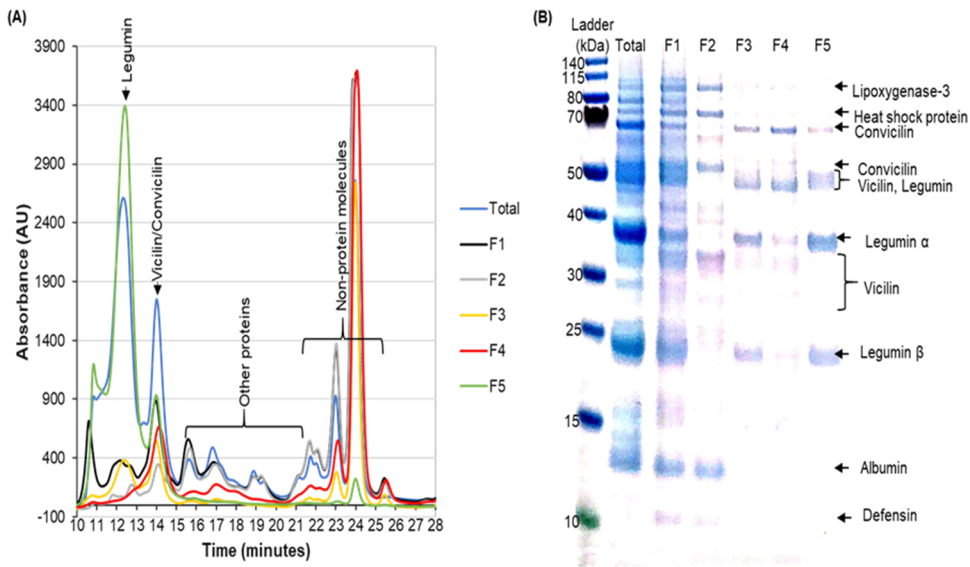 (A)
Absorbance (AU)
3900
3400
2900
2400
1900
1400
900
400
-100
10 11 12 13 14 15 16 17 18 19 20 21 22 23 24 25 26 27 28
Time (minutes)
Legumin
Vicilin/Convicilin
Other proteins
Non-protein molecules
Total
F1
F2
F3
F4
F5
(B)
Ladder
(kDa) Total F1 F2 F3 F4 F5
140
115
80
70
50
40
30
25
15
10
Lipoxygenase-3
Heat shock protein
Convicilin
Convicilin
Vicilin, Legumin
Legumin α
Vicilin
Legumin β
Albumin
Defensin